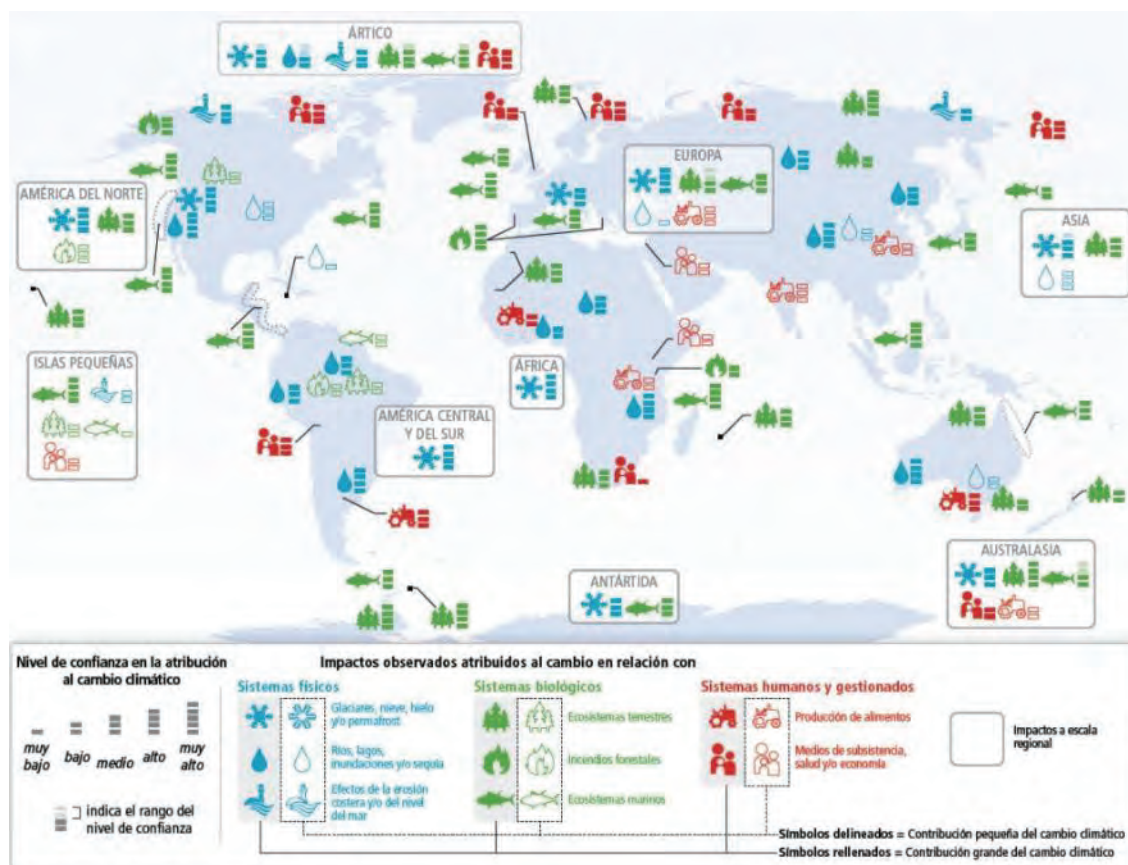 ÁRTICO
EUROPA
AMÉRICA DEL NORTE
ASIA
ISLAS PEQUEÑAS
ÁFRICA
AMÉRICA CENTRAL
Y DEL SUR
AUSTRALASIA
ANTÁRTIDA
Nivel de confianza en la atribución
al cambio climático
muy
bajo
bajo
medio
alto
muy
alto
indica el rango del
nivel de confianza
Impactos observados atribuidos al cambio en relación con
Sistemas físicos
Glaciares, nieve, hielo
y/o permafrost
Ríos, lagos,
inundaciones y/o sequía
Efectos de la erosión
costera y/o del nivel
del mar
Sistemas biológicos
Ecosistemas terrestres
Incendios forestales
Ecosistemas marinos
Sistemas humanos y gestionados
Producción de alimentos
Medios de subsistencia,
salud y/o economía
Impactos a escala
regional
Símbolos delineados = Contribución pequeña del cambio climático
Símbolos rellenados = Contribución grande del cambio climático